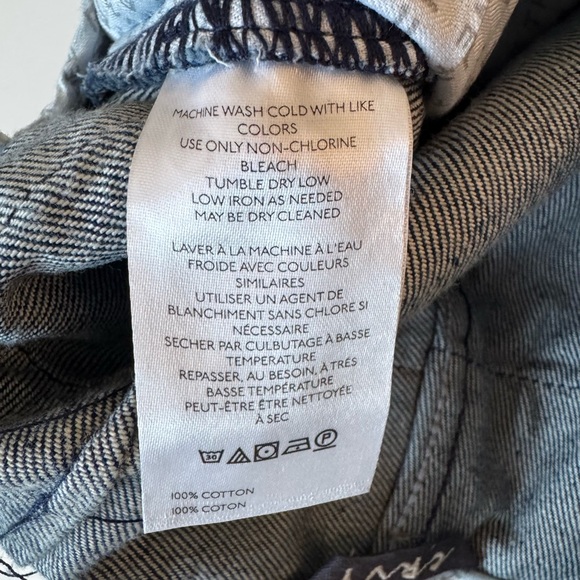 MACHINE WASH COLD WITH LIKE
COLORS
USE ONLY NON-CHLORINE
BLEACH
TUMBLE DRY LOW
LOW IRON AS NEEDED
MAY BE DRY CLEANED
LAVER À LA MACHINE À L'EAU
FROIDE AVEC COULEURS
SIMILAIRES
UTILISER UN AGENT DE
BLANCHIMENT SANS CHLORE SI
NÉCESSAIRE
SECHER PAR CULBUTAGE À BASSE
TEMPERATURE
REPASSER, AU BESOIN, À TRÉS
BASSE TEMPÉRATURE
PEUT-ÊTRE ÊTRE NETTOYÉE
À SEC
30 P
100% COTTON
100% COTON